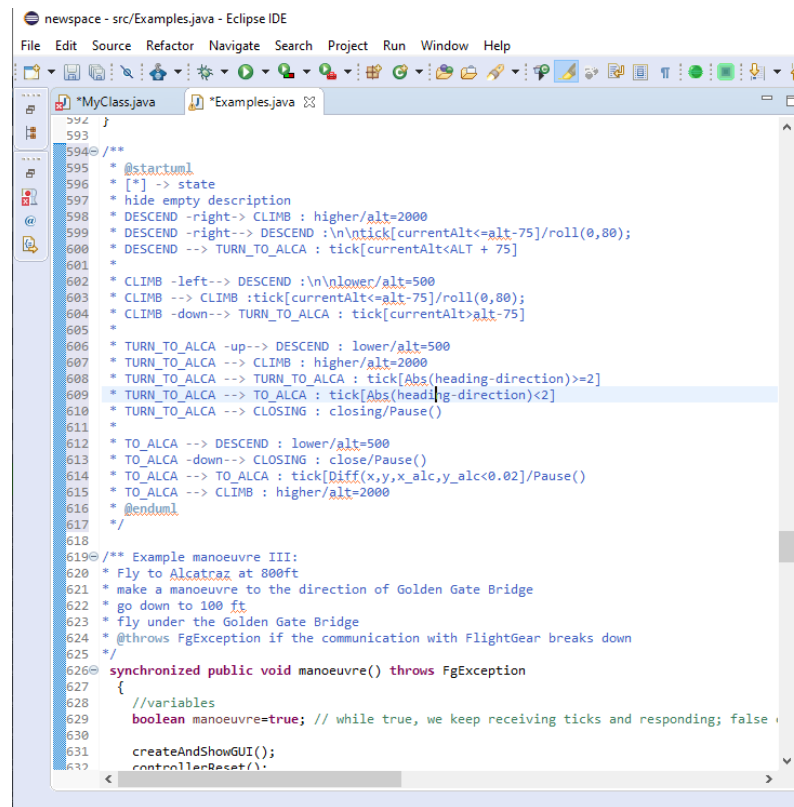 newspace - src/Examples.java - Eclipse IDE
File Edit Source Refactor Navigate Search Project Run Window Help
*MyClass.java *Examples.java
592 }
593
594 /**
595 * @startuml
596 * [*] -> state
597 * hide empty description
598 * DESCEND -right-> CLIMB : higher/alt=2000
599 * DESCEND -right--> DESCEND :\n\ntick[currentAlt<=alt-75]/roll(0,80);
600 * DESCEND --> TURN_TO_ALCA : tick[currentAlt<ALT + 75]
601 *
602 * CLIMB -left--> DESCEND :\n\nlower/alt=500
603 * CLIMB --> CLIMB :tick[currentAlt<=alt-75]/roll(0,80);
604 * CLIMB -down--> TURN_TO_ALCA : tick[currentAlt>alt-75]
605 *
606 * TURN_TO_ALCA -up--> DESCEND : lower/alt=500
607 * TURN_TO_ALCA --> CLIMB : higher/alt=2000
608 * TURN_TO_ALCA --> TURN_TO_ALCA : tick[Abs(heading-direction)>=2]
609 * TURN_TO_ALCA --> TO_ALCA : tick[Abs(heading-direction)<2]
610 * TURN_TO_ALCA --> CLOSING : closing/Pause()
611 *
612 * TO_ALCA --> DESCEND : lower/alt=500
613 * TO_ALCA -down--> CLOSING : close/Pause()
614 * TO_ALCA --> TO_ALCA : tick[Diff(x,y,x_alc,y_alc<0.02]/Pause()
615 * TO_ALCA --> CLIMB : higher/alt=2000
616 * @enduml
617 */
618
619 /** Example manoeuvre III:
620 * Fly to Alcatraz at 800ft
621 * make a manoeuvre to the direction of Golden Gate Bridge
622 * go down to 100 ft
623 * fly under the Golden Gate Bridge
624 * @throws FgException if the communication with FlightGear breaks down
625 */
626 synchronized public void manoeuvre() throws FgException
627 {
628 //variables
629 boolean manoeuvre=true; // while true, we keep receiving ticks and responding; false
630
631 createAndShowGUI();
632 controllerReset();